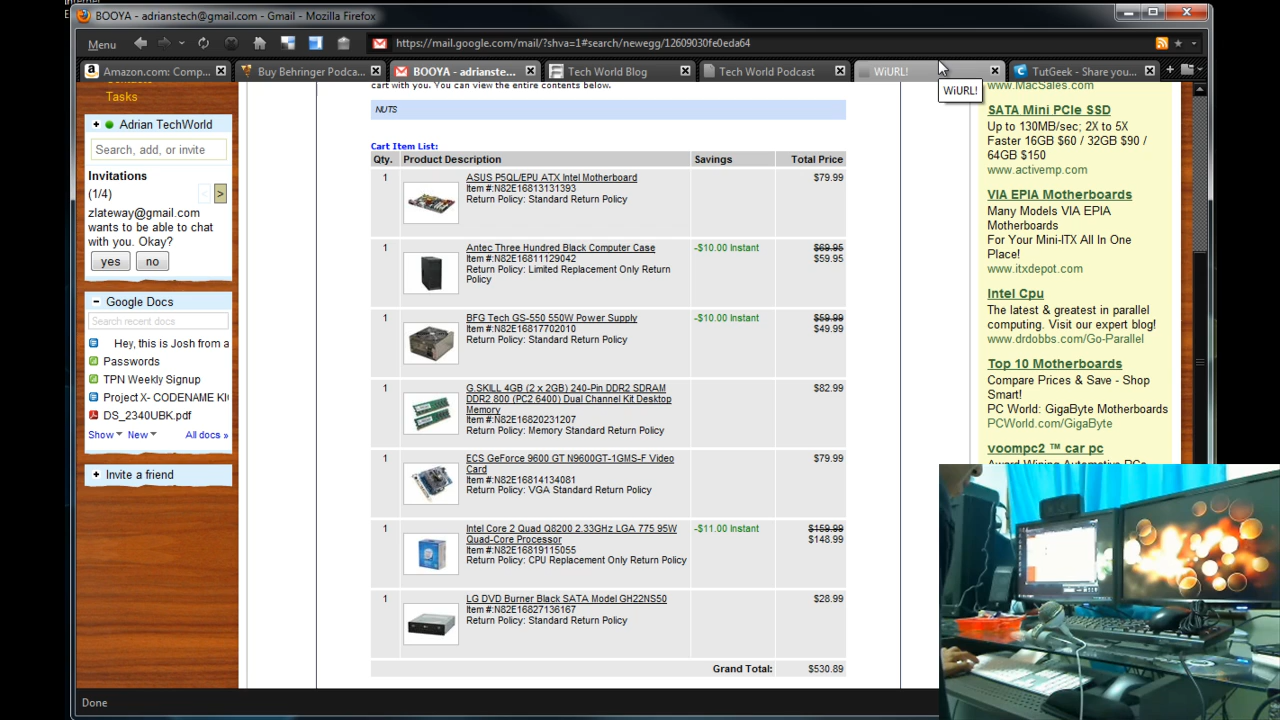 BOOYA - adrianstech@gmail.com - Gmail - Mozilla Firefox
Menu
https://mail.google.com/mail/?shva=1#search/newegg/12609030fe0eda64
Amazon.com: Comp...
Buy Behringer Podca...
BOOYA - adrianste...
Tech World Blog
Tech World Podcast
WiURL!
TutGeek - Share you...
WiURL!
Tasks
Adrian TechWorld
Search, add, or invite
Invitations
(1/4)
<
>
zlateway@gmail.com
wants to be able to chat
with you. Okay?
yes
no
Google Docs
Search recent docs
Hey, this is Josh from a
Passwords
TPN Weekly Signup
Project X- CODENAME KI
DS_2340UBK.pdf
Show
New
All docs »
Invite a friend
cart with you. You can view the entire contents below.
NUTS
Cart Item List:
Qty. Product Description Savings Total Price
1 ASUS P5QL/EPU ATX Intel Motherboard $79.99
Item #:N82E16813131393
Return Policy: Standard Return Policy
1 Antec Three Hundred Black Computer Case -$10.00 Instant $69.95
Item #:N82E16811129042 $59.95
Return Policy: Limited Replacement Only Return
Policy
1 BFG Tech GS-550 550W Power Supply -$10.00 Instant $59.99
Item #:N82E16817702010 $49.99
Return Policy: Standard Return Policy
1 G.SKILL 4GB (2 x 2GB) 240-Pin DDR2 SDRAM $82.99
DDR2 800 (PC2 6400) Dual Channel Kit Desktop
Memory
Item #:N82E16820231207
Return Policy: Memory Standard Return Policy
1 ECS GeForce 9600 GT N9600GT-1GMS-F Video $79.99
Card
Item #:N82E16814134081
Return Policy: VGA Standard Return Policy
1 Intel Core 2 Quad Q8200 2.33GHz LGA 775 95W -$11.00 Instant $159.99
Quad-Core Processor $148.99
Item #:N82E16819115055
Return Policy: CPU Replacement Only Return Policy
1 LG DVD Burner Black SATA Model GH22NS50 $28.99
Item #:N82E16827136167
Return Policy: Standard Return Policy
Grand Total: $530.89
www.MacSales.com
SATA Mini PCIe SSD
Up to 130MB/sec; 2X to 5X
Faster 16GB $60 / 32GB $90 /
64GB $150
www.activemp.com
VIA EPIA Motherboards
Many Models VIA EPIA
Motherboards
For Your Mini-ITX All In One
Place!
www.itxdepot.com
Intel Cpu
The latest & greatest in parallel
computing. Visit our expert blog!
www.drdobbs.com/Go-Parallel
Top 10 Motherboards
Compare Prices & Save - Shop
Smart!
PC World: GigaByte Motherboards
PCWorld.com/GigaByte
voompc2 ™ car pc
Done